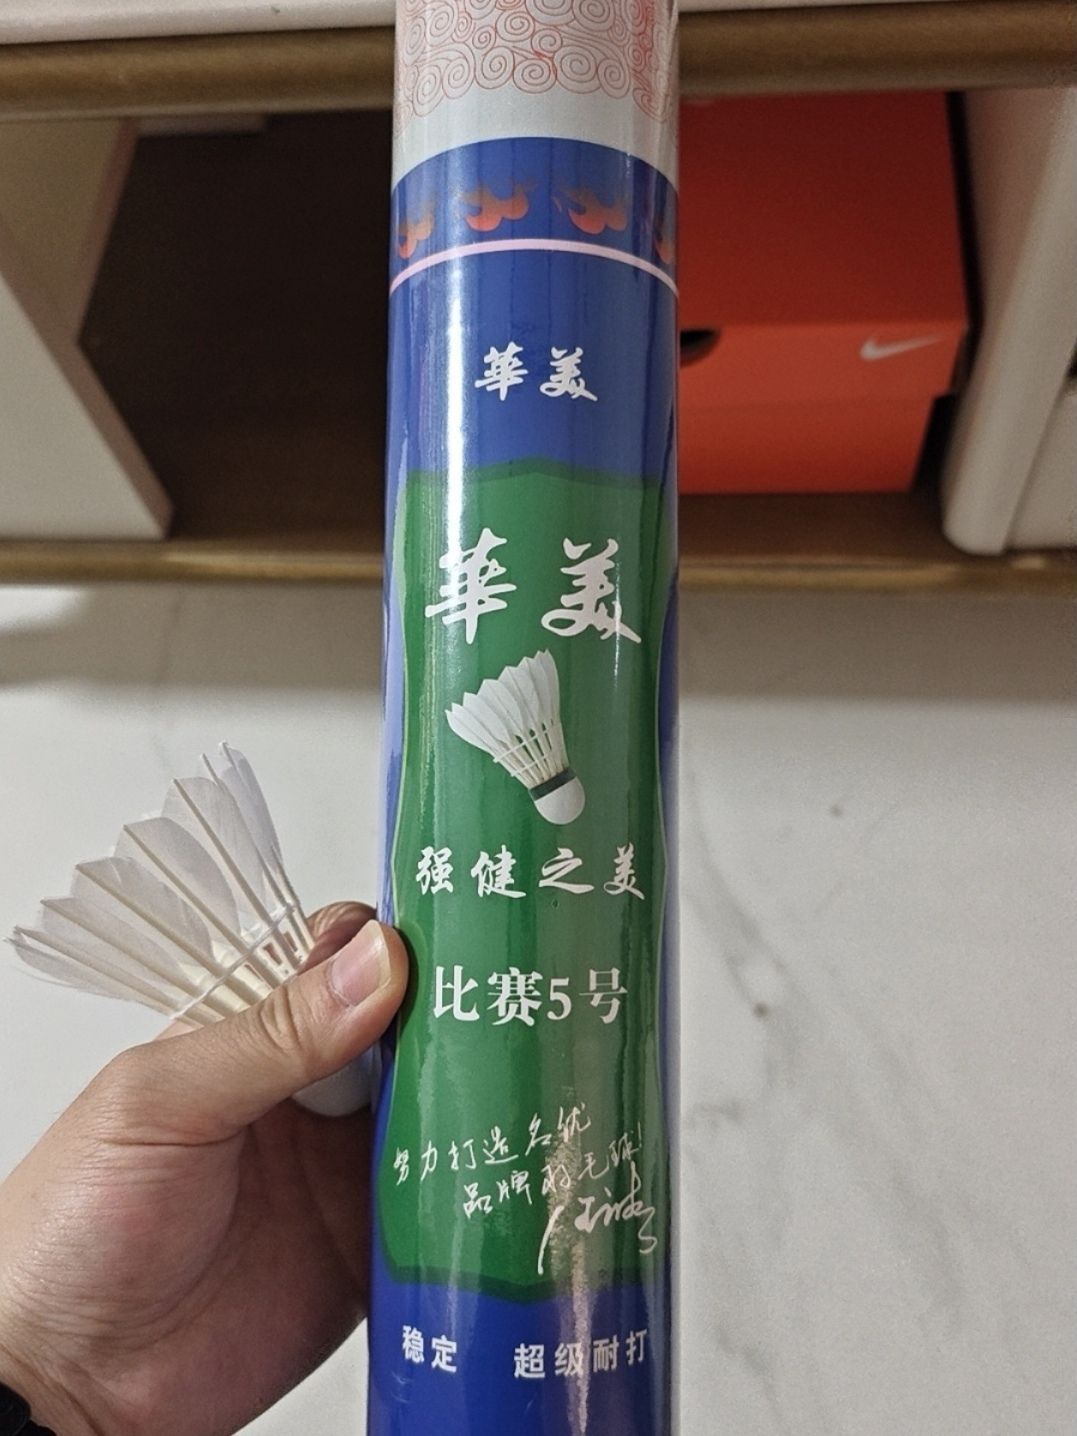 華美
華美
强健之美
比赛5号
努力打造名优
品牌羽毛球!
稳定 超级耐打